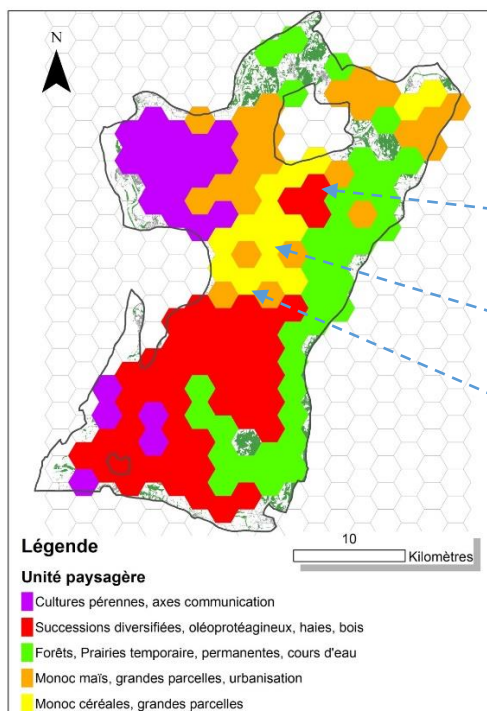 N
10
Kilomètres
Légende
Unité paysagère
Cultures pérennes, axes communication
Successions diversifiées, oléoprotéagineux, haies, bois
Forêts, Prairies temporaire, permanentes, cours d'eau
Monoc maïs, grandes parcelles, urbanisation
Monoc céréales, grandes parcelles